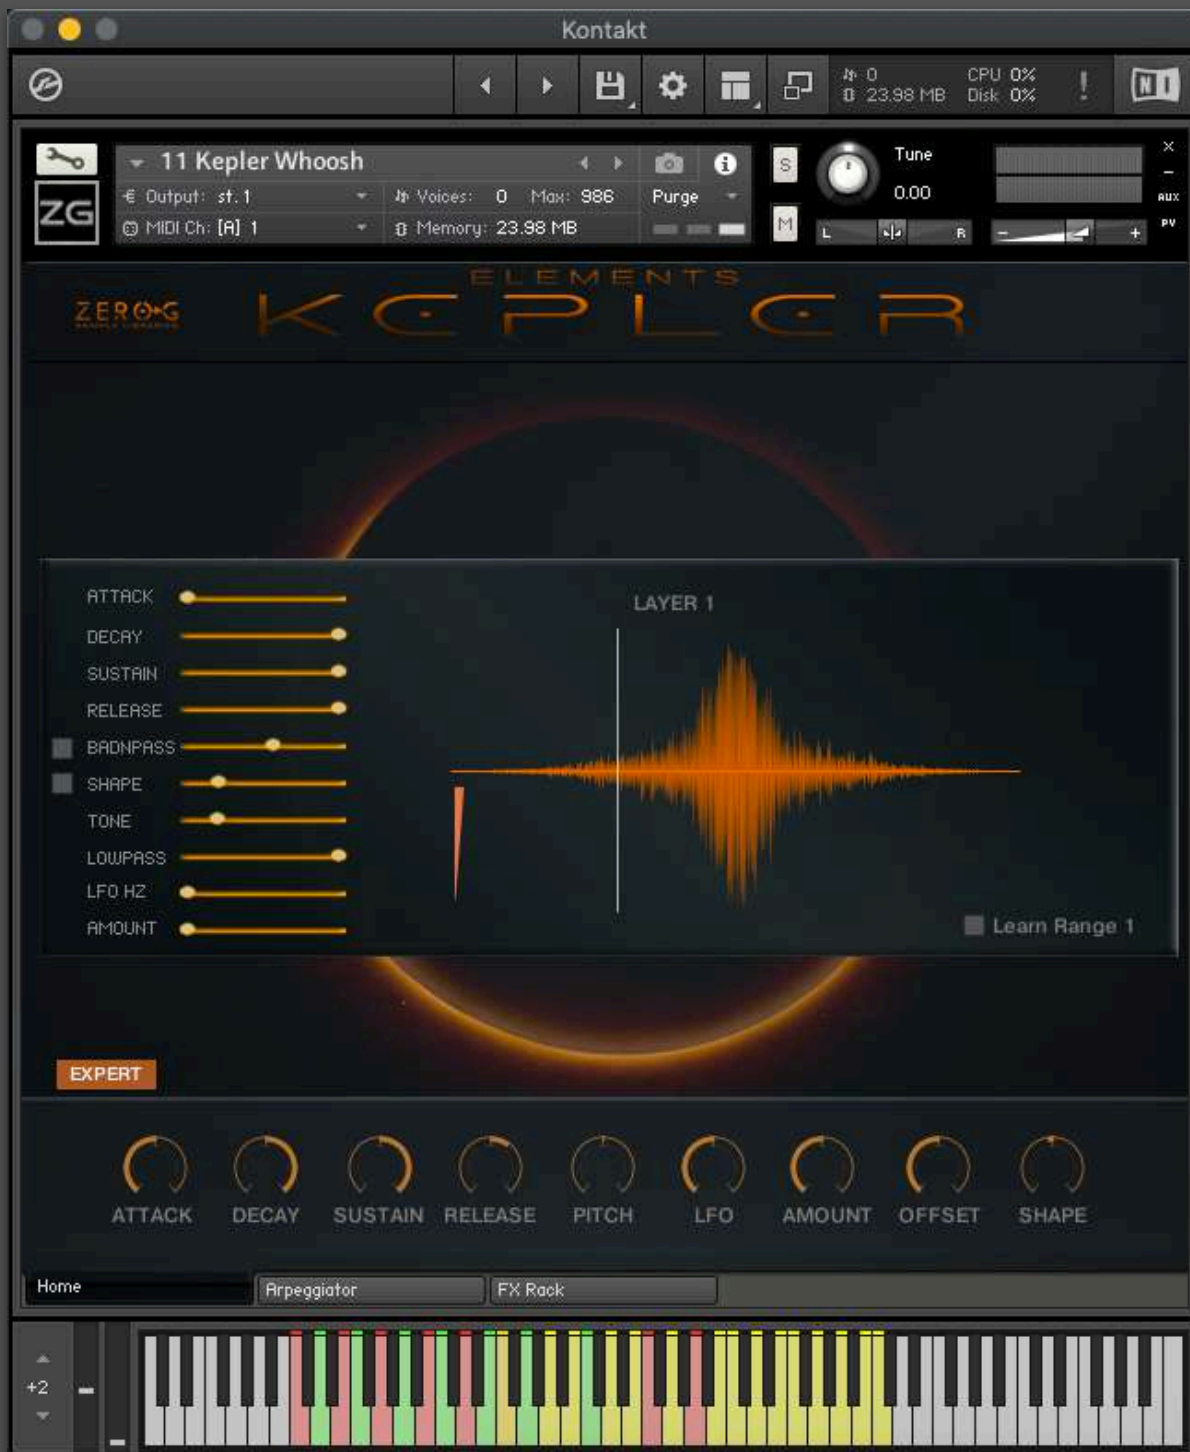 Kontakt
0 CPU 0%
23.98 MB Disk 0%
! NI
11 Kepler Whoosh
i S Tune
ZG Output: st.1 Voices: 0 Max: 986 Purge 0.00 AUX
MIDI Ch: [A] 1 Memory: 23.98 MB M L R - + PV
ELEMENTS
ZERO-G KEPLER
ATTACK
LAYER 1
DECAY
SUSTAIN
RELEASE
BADNPASS
SHAPE
TONE
LOWPASS
LFO HZ
AMOUNT
Learn Range 1
EXPERT
ATTACK DECAY SUSTAIN RELEASE PITCH LFO AMOUNT OFFSET SHAPE
Home Arpeggiator FX Rack
+2